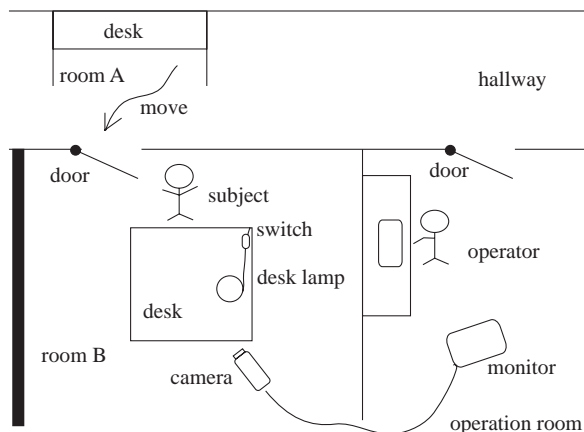 desk
room A
hallway
move
door
door
subject
switch
operator
desk lamp
desk
room B
camera
monitor
operation room